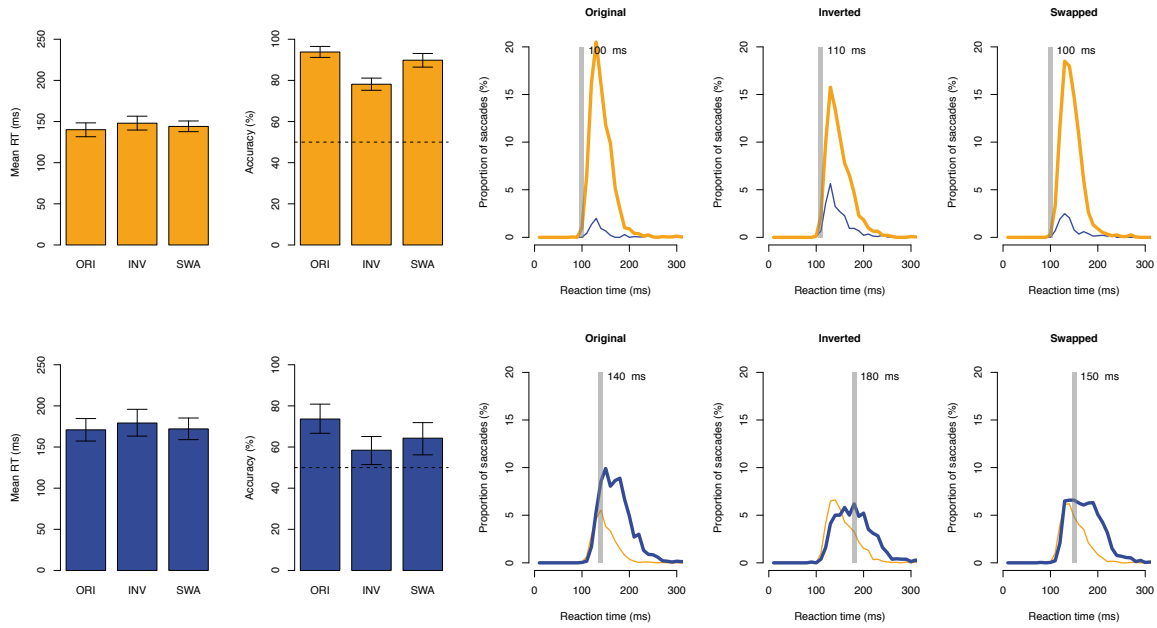 Original
Inverted
Swapped
Mean RT (ms)
0 50 100 150 200 250
ORI INV SWA
Accuracy (%)
0 20 40 60 80 100
ORI INV SWA
Proportion of saccades (%)
0 5 10 15 20
100 ms
0 100 200 300
Reaction time (ms)
Proportion of saccades (%)
0 5 10 15 20
110 ms
0 100 200 300
Reaction time (ms)
Proportion of saccades (%)
0 5 10 15 20
100 ms
0 100 200 300
Reaction time (ms)
Original
Inverted
Swapped
Mean RT (ms)
0 50 100 150 200 250
ORI INV SWA
Accuracy (%)
0 20 40 60 80 100
ORI INV SWA
Proportion of saccades (%)
0 5 10 15 20
140 ms
0 100 200 300
Reaction time (ms)
Proportion of saccades (%)
0 5 10 15 20
180 ms
0 100 200 300
Reaction time (ms)
Proportion of saccades (%)
0 5 10 15 20
150 ms
0 100 200 300
Reaction time (ms)